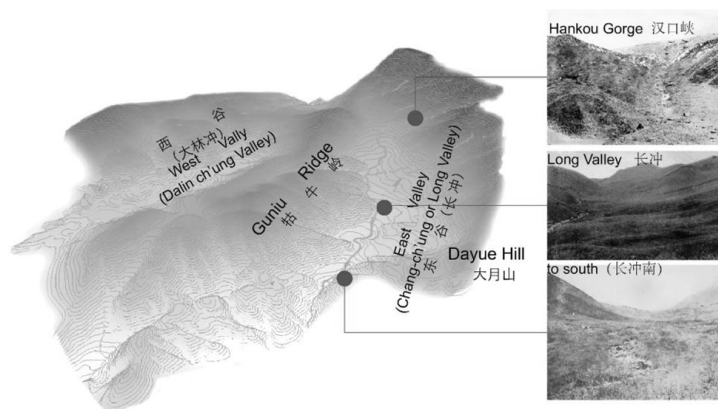 Hankou Gorge 汉口峡
西谷
(大林冲)
West Vally
(Dalin ch'ung Valley)
Guniu Ridge
牯牛岭
East Valley
(Chang-ch'ung or Long Valley)
东谷(长冲)
Long Valley 长冲
Dayue Hill
大月山
to south (长冲南)